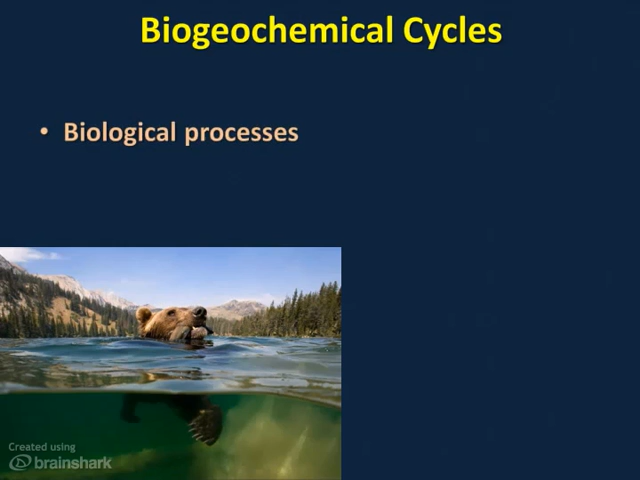 Biogeochemical Cycles
• Biological processes
Created using
brainshark